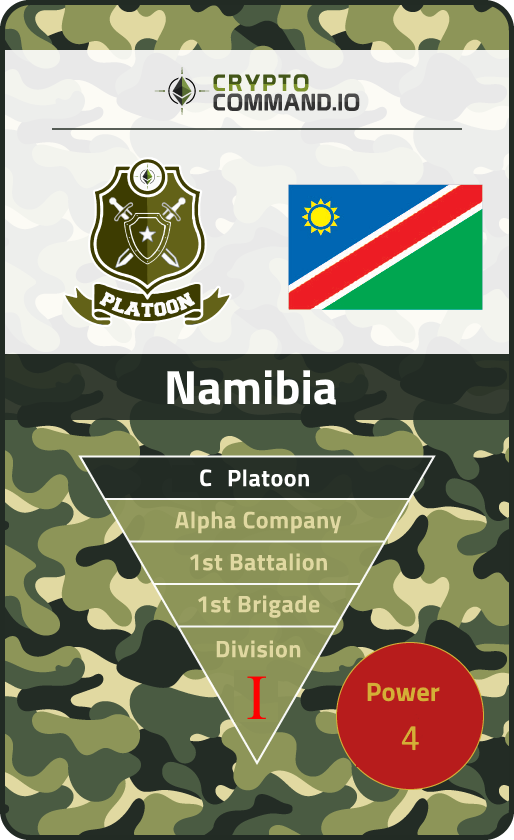 CRYPTO
COMMAND.IO
PLATOON
Namibia
C Platoon
Alpha Company
1st Battalion
1st Brigade
Division
I
Power
4